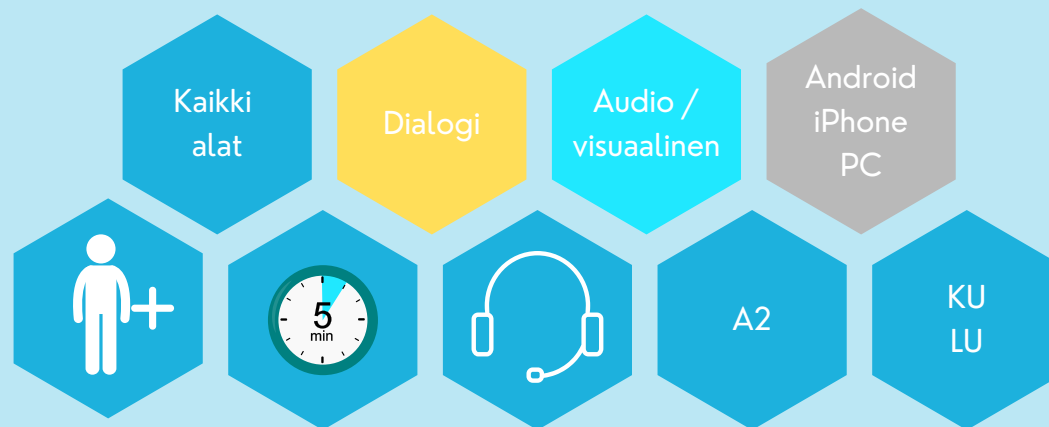 Kaikki
alat
Dialogi
Audio /
visuaalinen
Android
iPhone
PC
5
min
A2
KU
LU